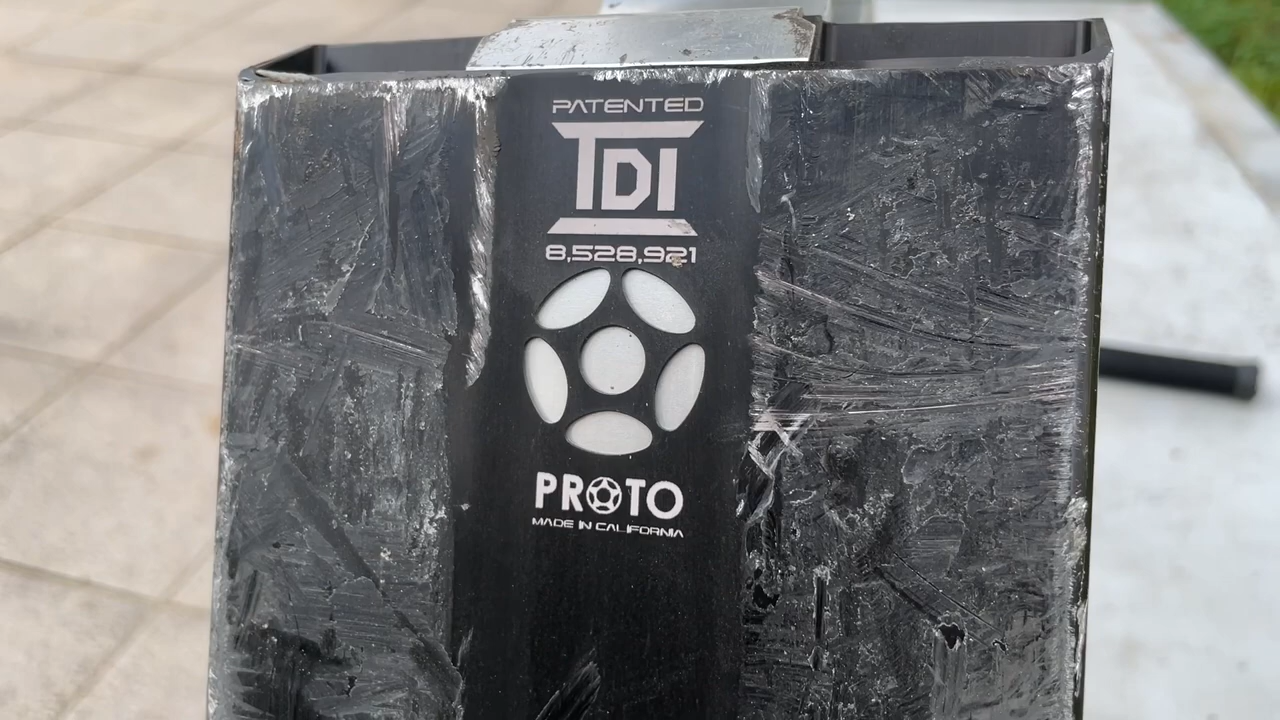 PATENTED
TDI
8,528,921
PROTO
MADE IN CALIFORNIA